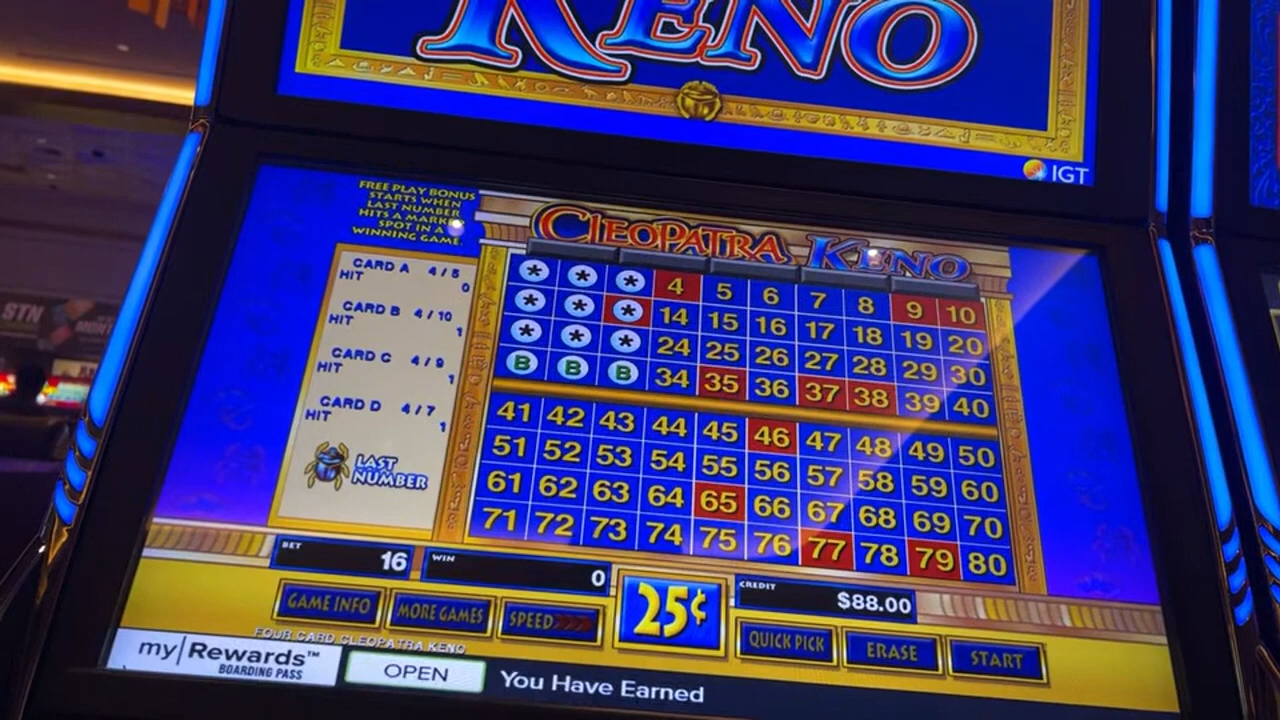 KENO
IGT
FREE PLAY BONUS
STARTS WHEN
LAST NUMBER
HITS A MARKED
SPOT IN A
WINNING GAME.
CLEOPATRA KENO
CARD A 4/5
HIT 0
CARD B 4/10
HIT 1
CARD C 4/9
HIT 1
CARD D 4/7
HIT 1
LAST
NUMBER
* * * 4 5 6 7 8 9 10
* * * 14 15 16 17 18 19 20
* * * 24 25 26 27 28 29 30
B B B 34 35 36 37 38 39 40
41 42 43 44 45 46 47 48 49 50
51 52 53 54 55 56 57 58 59 60
61 62 63 64 65 66 67 68 69 70
71 72 73 74 75 76 77 78 79 80
BET 16
WIN 0
25¢
CREDIT $88.00
GAME INFO
MORE GAMES
SPEED
QUICK PICK
ERASE
START
FOUR CARD CLEOPATRA KENO
my|Rewards™
BOARDING PASS
OPEN
You Have Earned
STN